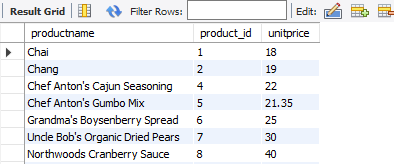 Result Grid Filter Rows: Edit:
productname product_id unitprice
Chai 1 18
Chang 2 19
Chef Anton's Cajun Seasoning 4 22
Chef Anton's Gumbo Mix 5 21.35
Grandma's Boysenberry Spread 6 25
Uncle Bob's Organic Dried Pears 7 30
Northwoods Cranberry Sauce 8 40